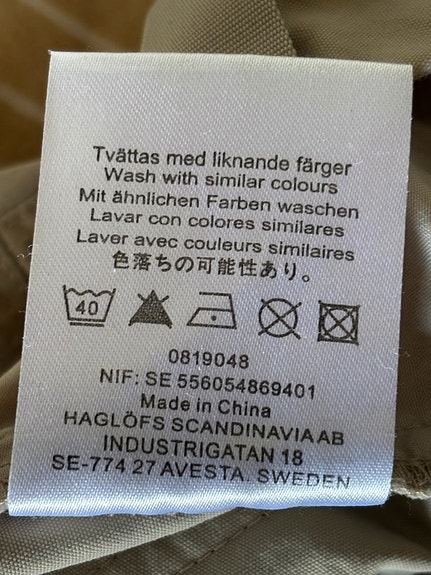 Tvättas med liknande färger
Wash with similar colours
Mit ähnlichen Farben waschen
Lavar con colores similares
Laver avec couleurs similaires
色落ちの可能性あり。
40
0819048
NIF: SE 556054869401
Made in China
HAGLÖFS SCANDINAVIA AB
INDUSTRIGATAN 18
SE-774 27 AVESTA. SWEDEN